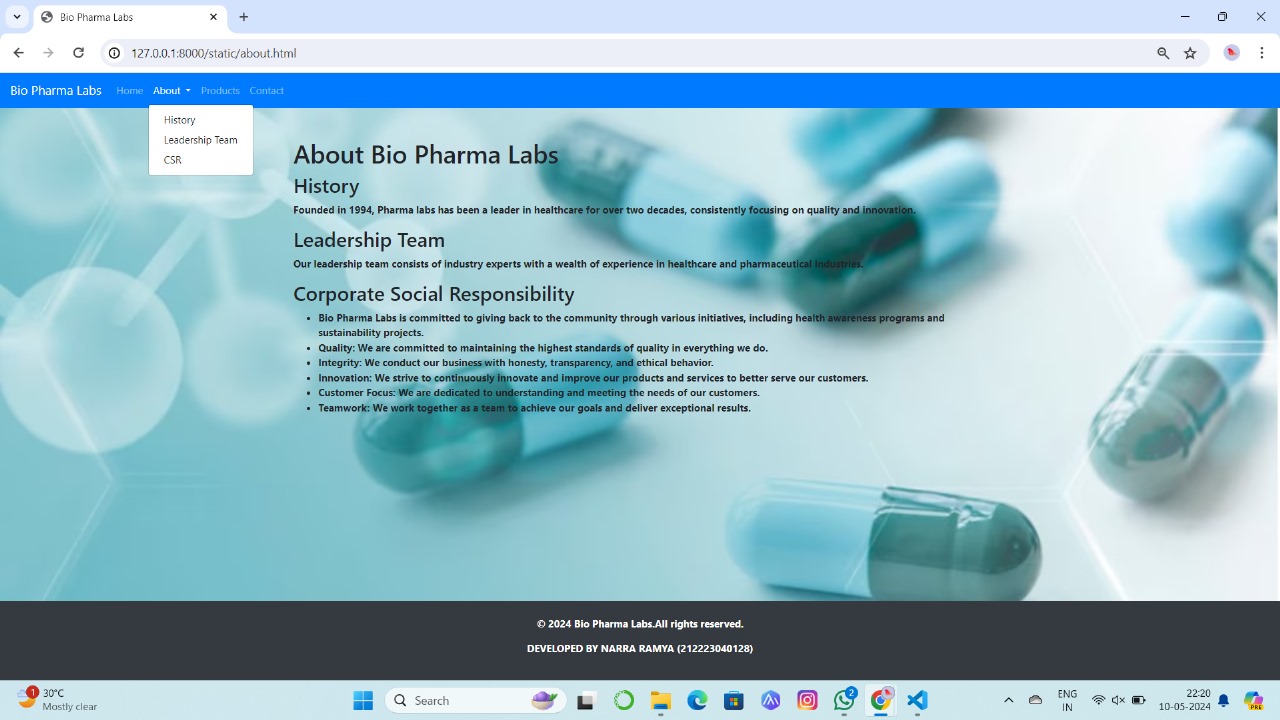 Bio Pharma Labs
127.0.0.1:8000/static/about.html
Bio Pharma Labs Home About Products Contact
History
Leadership Team
CSR
About Bio Pharma Labs
History
Founded in 1994, Pharma labs has been a leader in healthcare for over two decades, consistently focusing on quality and innovation.
Leadership Team
Our leadership team consists of industry experts with a wealth of experience in healthcare and pharmaceutical industries.
Corporate Social Responsibility
Bio Pharma Labs is committed to giving back to the community through various initiatives, including health awareness programs and
sustainability projects.
Quality: We are committed to maintaining the highest standards of quality in everything we do.
Integrity: We conduct our business with honesty, transparency, and ethical behavior.
Innovation: We strive to continuously innovate and improve our products and services to better serve our customers.
Customer Focus: We are dedicated to understanding and meeting the needs of our customers.
Teamwork: We work together as a team to achieve our goals and deliver exceptional results.
© 2024 Bio Pharma Labs.All rights reserved.
DEVELOPED BY NARRA RAMYA (212223040128)
1
30°C
Mostly clear
Search
2
ENG
IN
22:20
10-05-2024
PRE